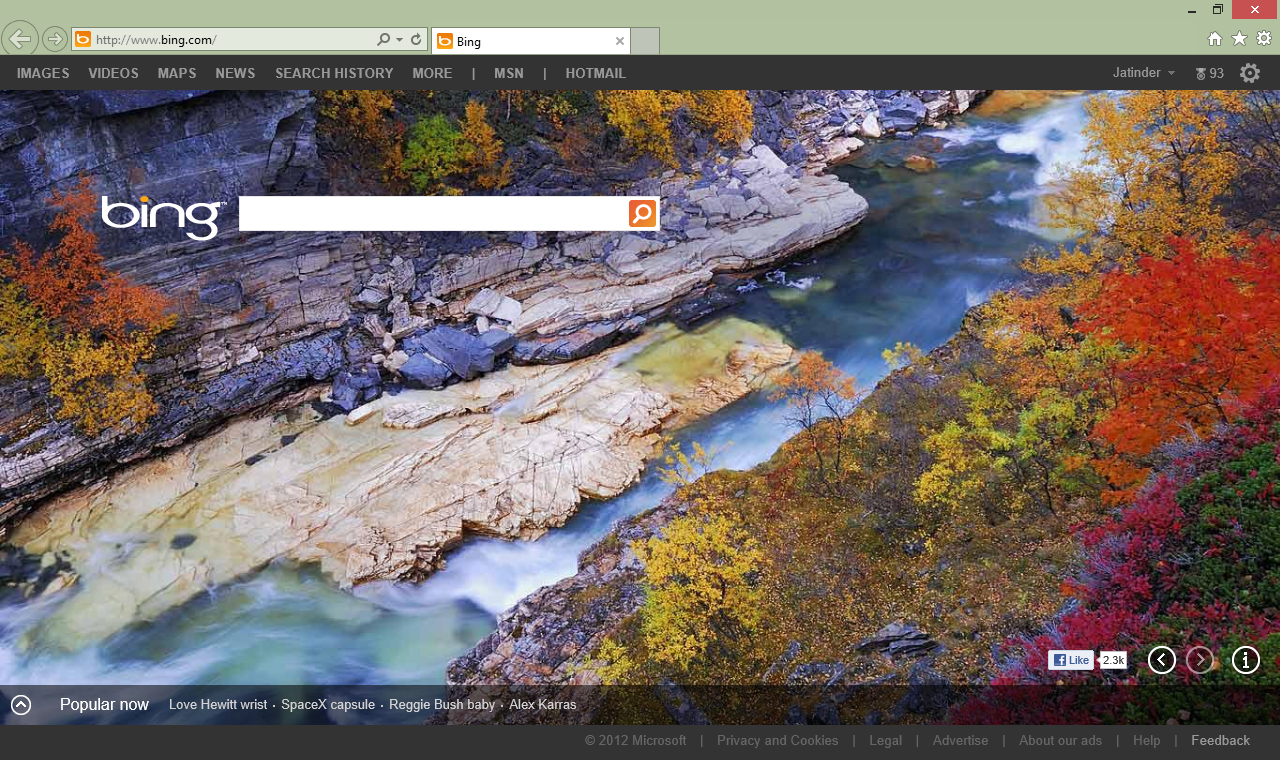 http://www.bing.com/
Bing
IMAGES VIDEOS MAPS NEWS SEARCH HISTORY MORE | MSN | HOTMAIL
Jatinder 93
bing™
Like 2.3k
Popular now Love Hewitt wrist · SpaceX capsule · Reggie Bush baby · Alex Karras
© 2012 Microsoft | Privacy and Cookies | Legal | Advertise | About our ads | Help | Feedback